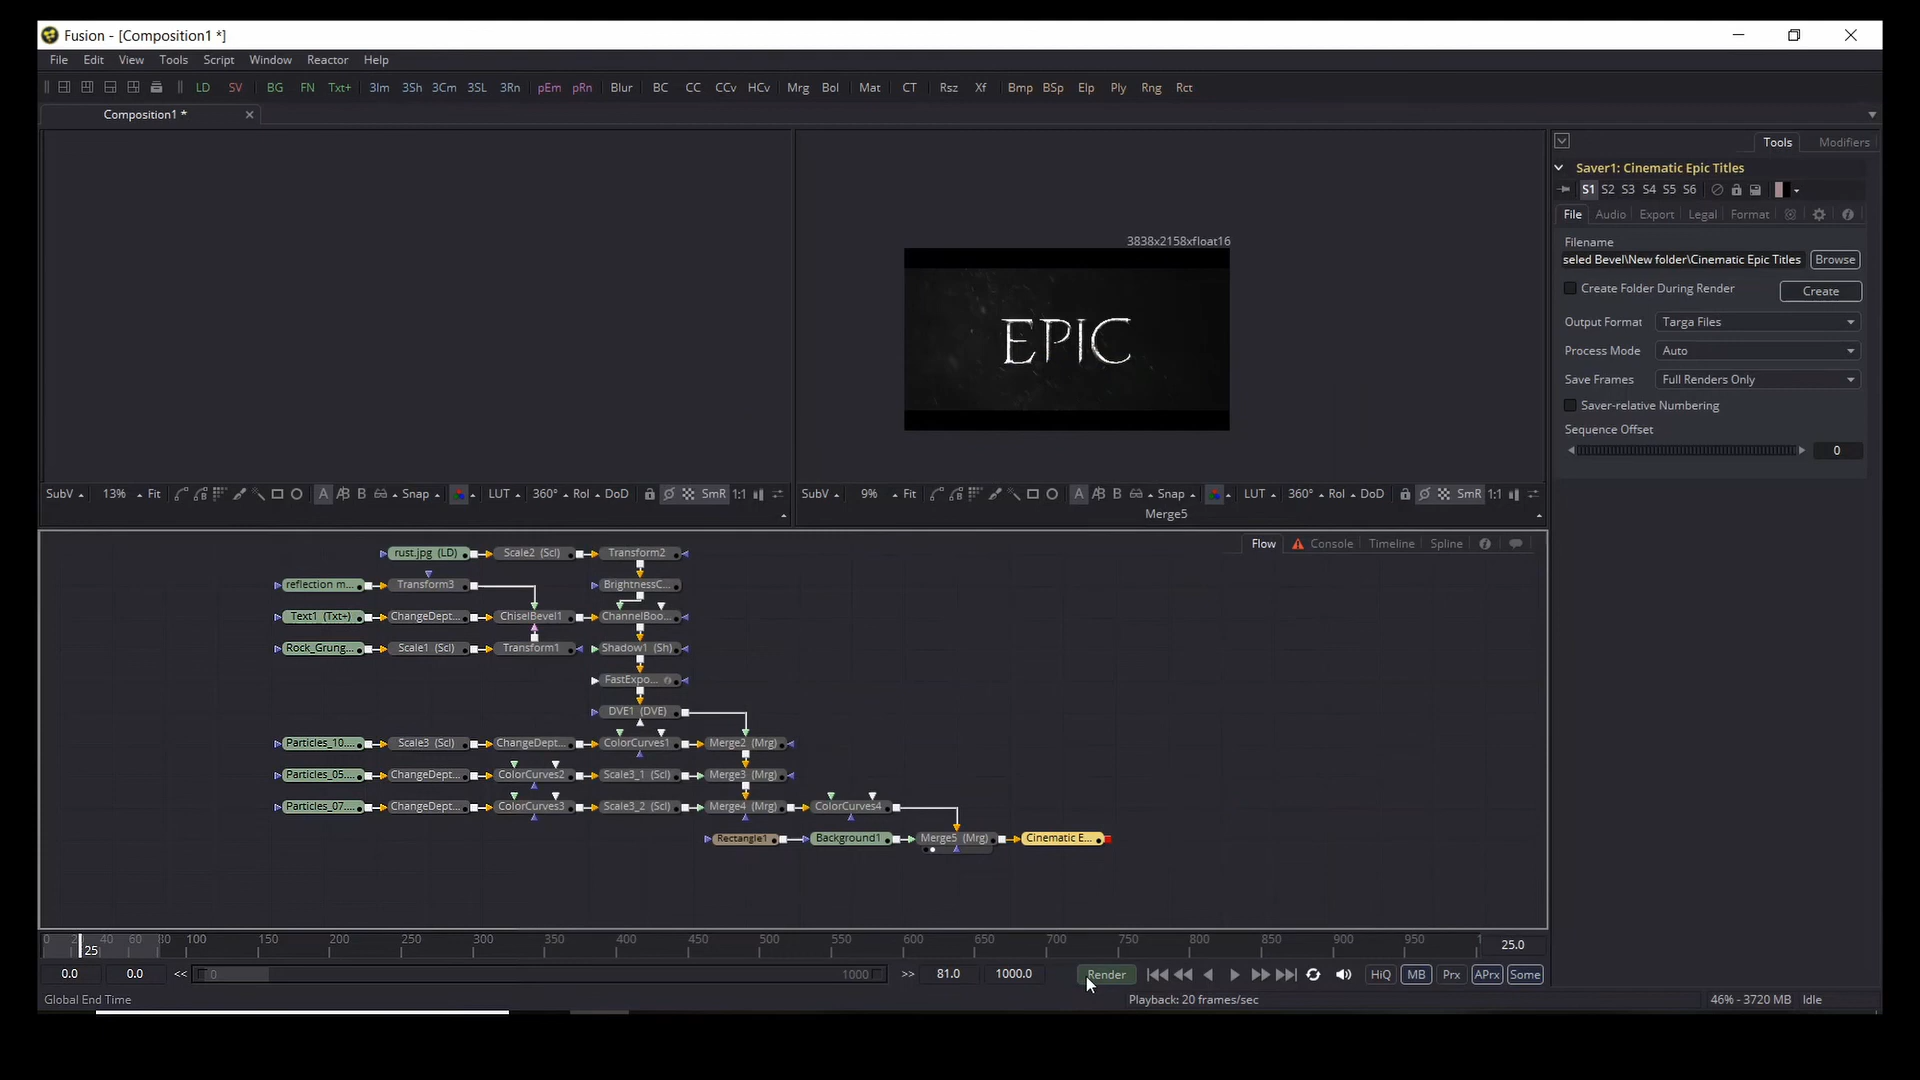 Fusion - [Composition1 *]
File Edit View Tools Script Window Reactor Help
LD SV BG FN Txt+ 3Im 3Sh 3Cm 3SL 3Rn pEm pRn Blur BC CC CCv HCv Mrg Bol Mat CT Rsz Xf Bmp BSp Elp Ply Rng Rct
Composition1 *
Tools Modifiers
Saver1: Cinematic Epic Titles
S1 S2 S3 S4 S5 S6
File Audio Export Legal Format
Filename
seled Bevel\New folder\Cinematic Epic Titles Browse
Create Folder During Render Create
Output Format Targa Files
Process Mode Auto
Save Frames Full Renders Only
Saver-relative Numbering
Sequence Offset
0
3838x2158xfloat16
EPIC
SubV 13% Fit A A/B B Snap LUT 360° Rol DoD SmR 1:1
SubV 9% Fit A A/B B Snap LUT 360° Rol DoD SmR 1:1
Merge5
Flow Console Timeline Spline
rust.jpg (LD) Scale2 (Scl) Transform2
reflection m... Transform3 BrightnessC...
Text1 (Txt+) ChangeDept... ChiselBevel1 ChannelBoo...
Rock_Grung... Scale1 (Scl) Transform1 Shadow1 (Sh)
FastExpo...
DVE1 (DVE)
Particles_10.... Scale3 (Scl) ChangeDept... ColorCurves1 Merge2 (Mrg)
Particles_05.... ChangeDept... ColorCurves2 Scale3_1 (Scl) Merge3 (Mrg)
Particles_07.... ChangeDept... ColorCurves3 Scale3_2 (Scl) Merge4 (Mrg) ColorCurves4
Rectangle1 Background1 Merge5 (Mrg) Cinematic E...
0 25 40 60 80 100 150 200 250 300 350 400 450 500 550 600 650 700 750 800 850 900 950 1 25.0
0.0 0.0 << 0 1000 >> 81.0 1000.0 Render HiQ MB Prx APrx Some
Global End Time Playback: 20 frames/sec 46% - 3720 MB Idle